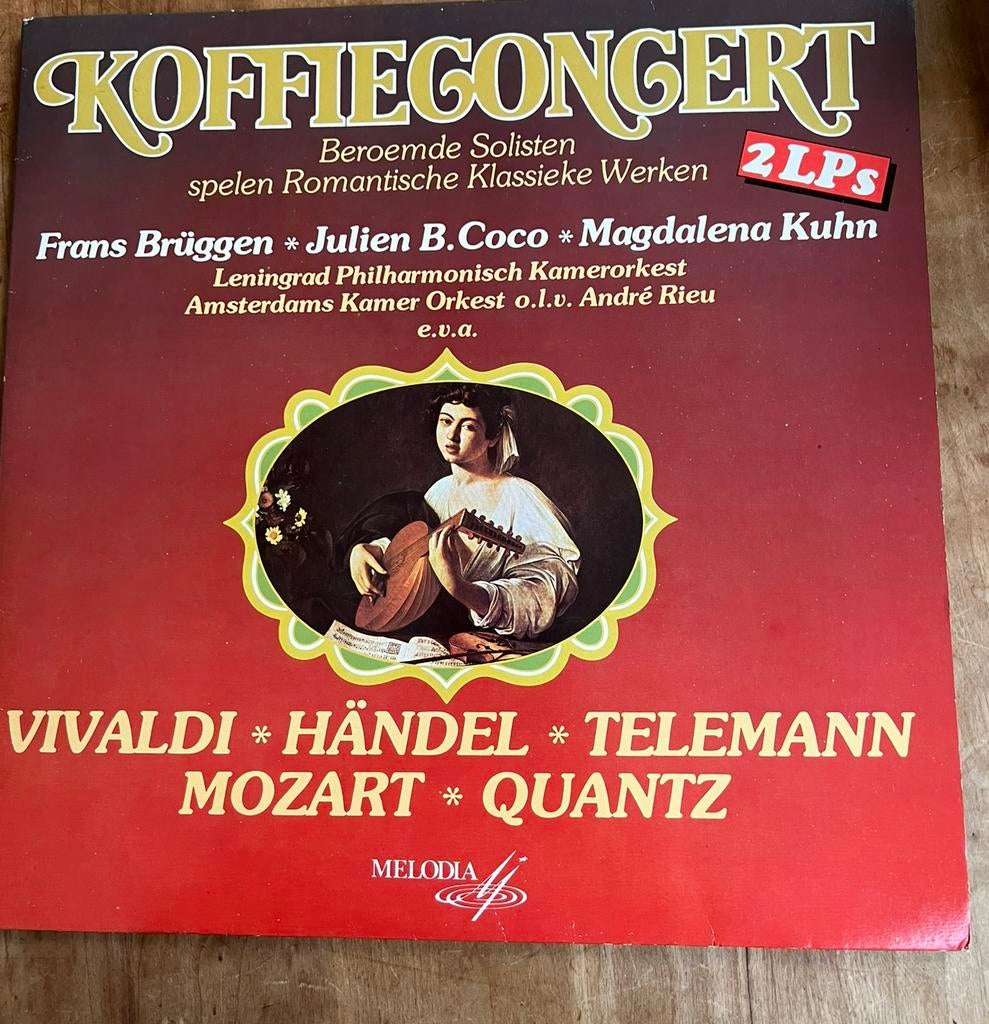 KOFFIECONCERT
Beroemde Solisten
spelen Romantische Klassieke Werken
2 LPs
Frans Brüggen * Julien B. Coco * Magdalena Kuhn
Leningrad Philharmonisch Kamerorkest
Amsterdams Kamer Orkest o.l.v. André Rieu
e.v.a.
VIVALDI * HÄNDEL * TELEMANN
MOZART * QUANTZ
MELODIA